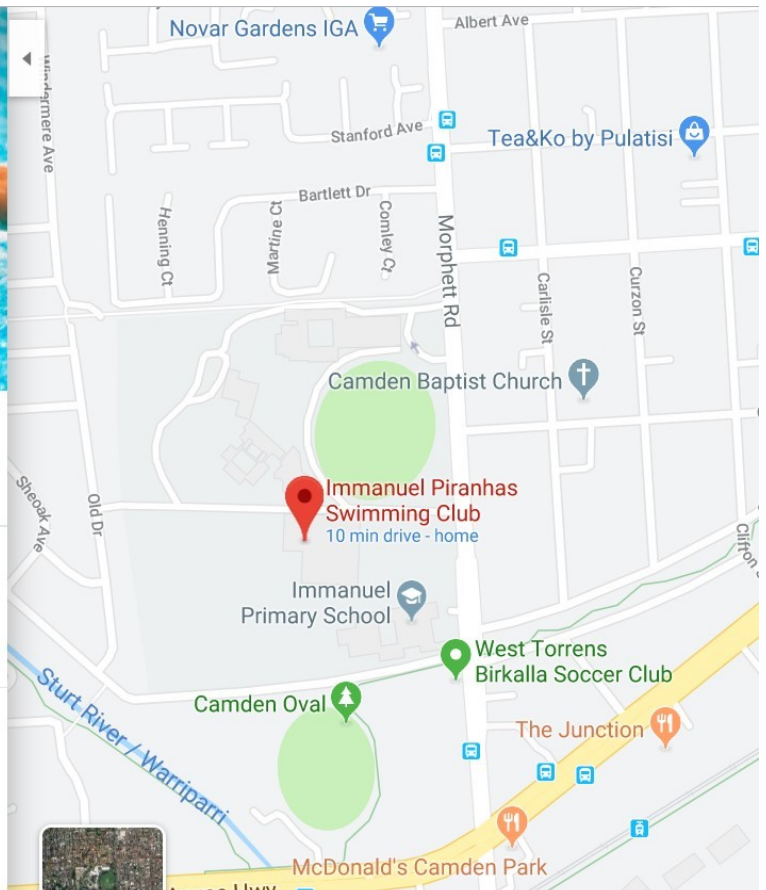 Novar Gardens IGA
Albert Ave
Windermere Ave
Stanford Ave
Tea&Ko by Pulatisi
Bartlett Dr
Henning Ct
Martine Ct
Comley Ct
Morphett Rd
Carlisle St
Curzon St
Camden Baptist Church
Immanuel Piranhas
Swimming Club
10 min drive - home
Sheoak Ave
Old Dr
Clifton
Immanuel
Primary School
West Torrens
Birkalla Soccer Club
Sturt River / Warriparri
Camden Oval
The Junction
McDonald's Camden Park
Hwy